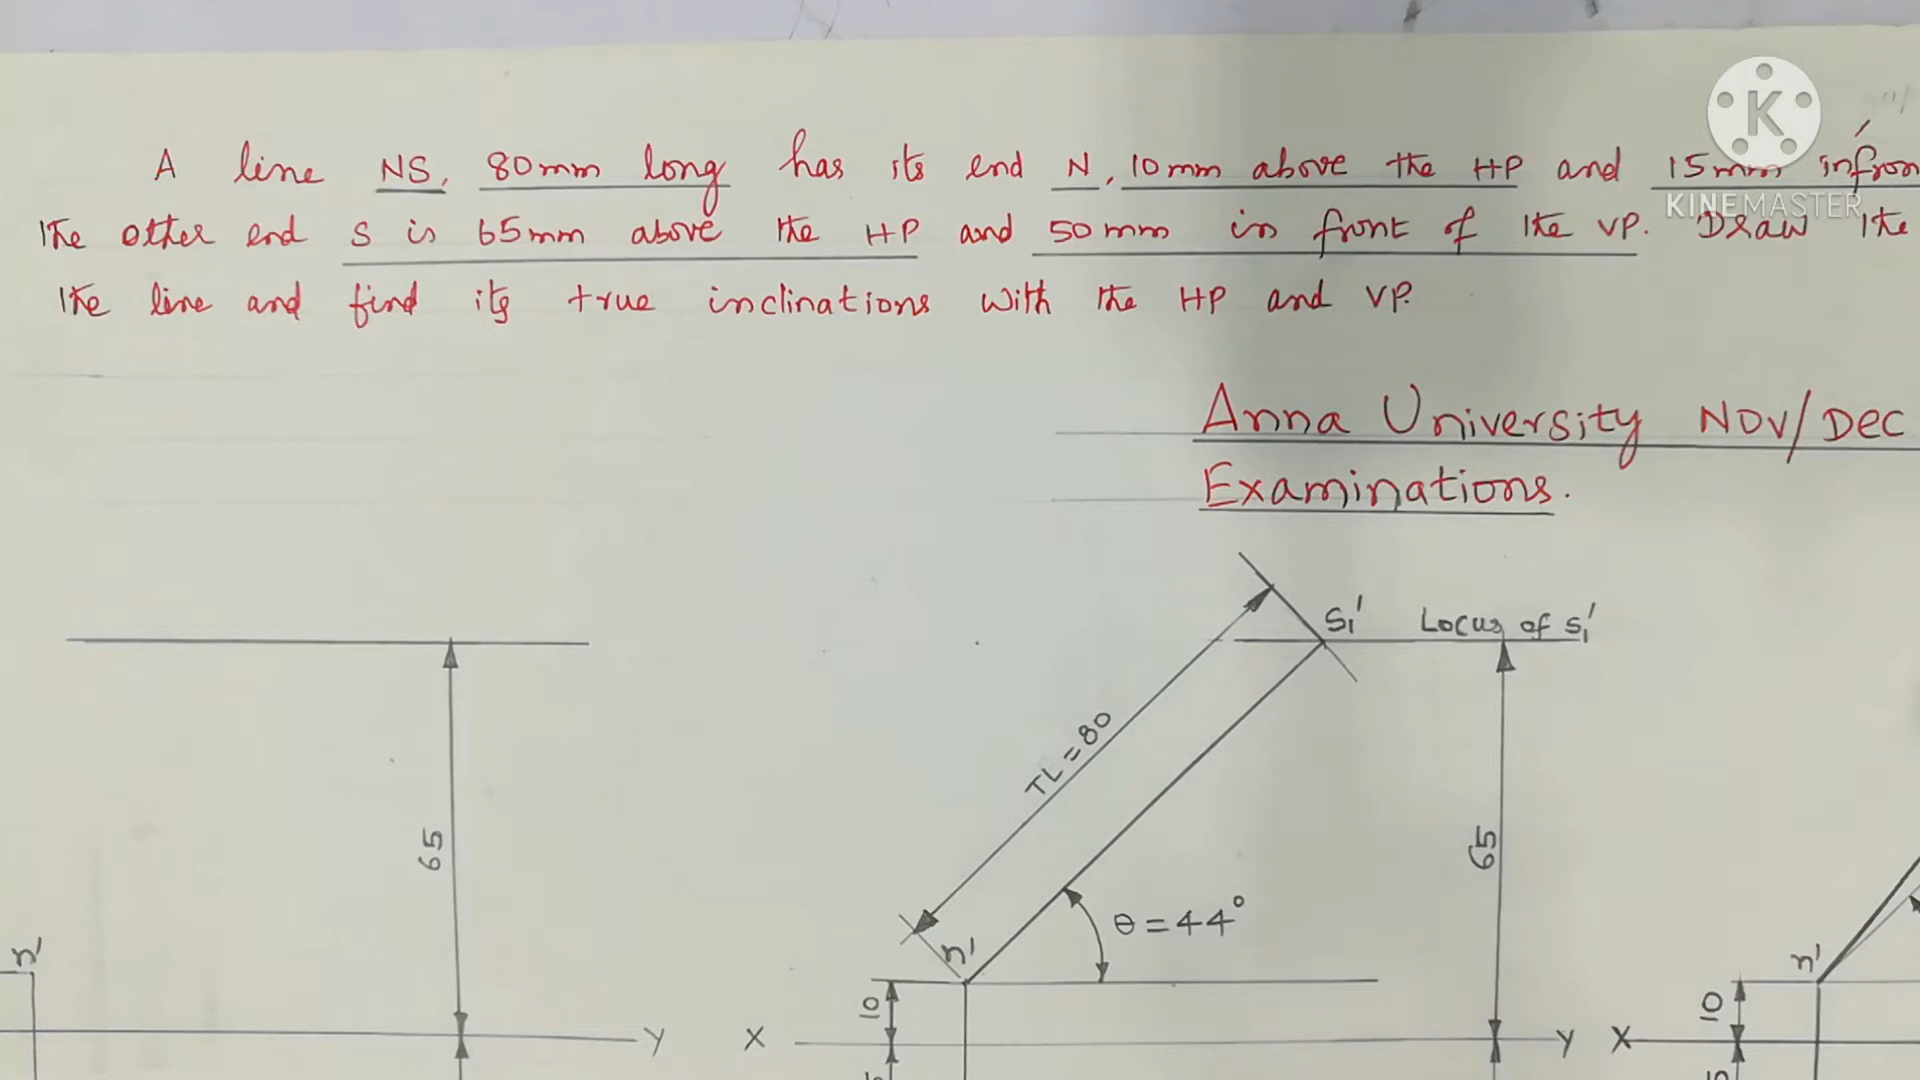 A line NS, 80mm long has its end N, 10mm above the HP and 15mm infron
the other end S is 65mm above the HP and 50mm in front of the VP. Draw the
the line and find its true inclinations with the HP and VP.
Anna University NOV/DEC
Examinations.
K
KINEMASTER
65
n'
Y
S₁' Locus of s₁'
TL = 80
65
θ = 44°
n'
10
X Y
n'
10
X